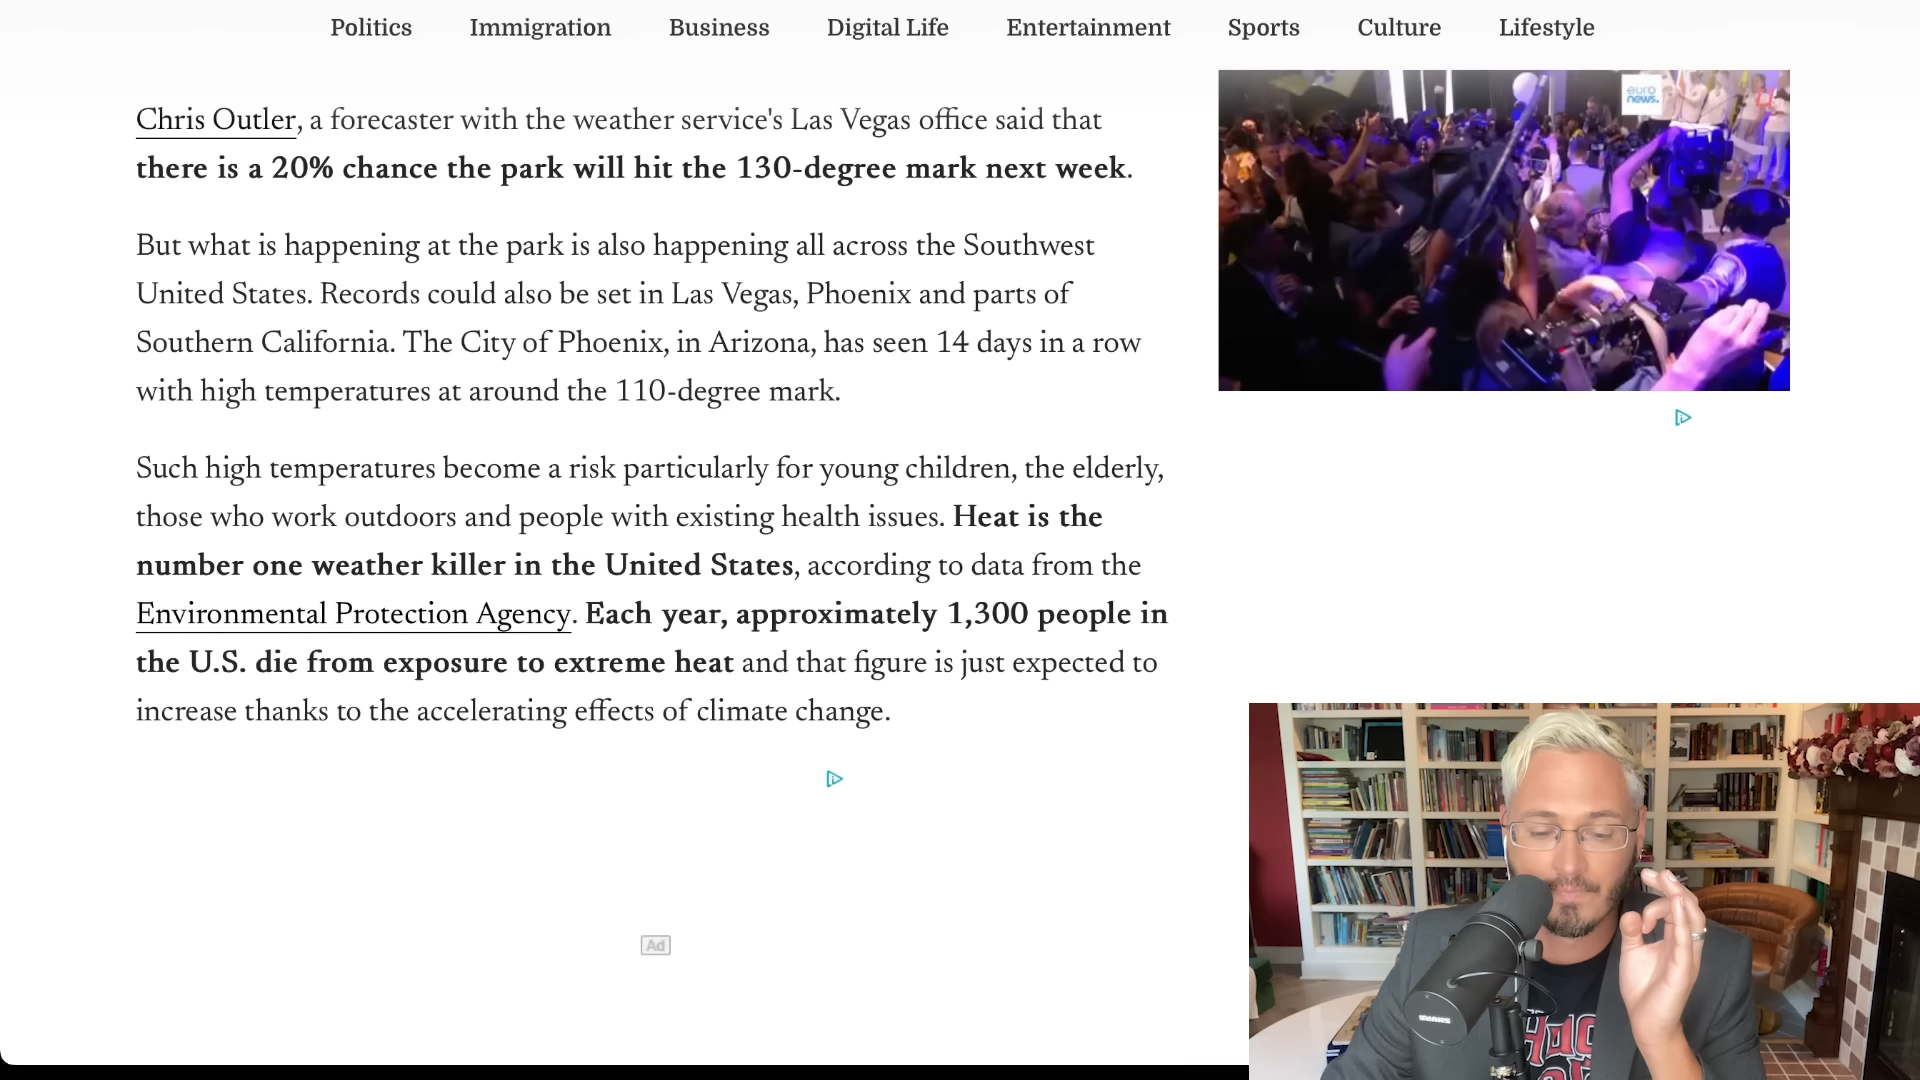 Politics Immigration Business Digital Life Entertainment Sports Culture Lifestyle
Chris Outler, a forecaster with the weather service's Las Vegas office said that
there is a 20% chance the park will hit the 130-degree mark next week.
But what is happening at the park is also happening all across the Southwest
United States. Records could also be set in Las Vegas, Phoenix and parts of
Southern California. The City of Phoenix, in Arizona, has seen 14 days in a row
with high temperatures at around the 110-degree mark.
Such high temperatures become a risk particularly for young children, the elderly,
those who work outdoors and people with existing health issues. Heat is the
number one weather killer in the United States, according to data from the
Environmental Protection Agency. Each year, approximately 1,300 people in
the U.S. die from exposure to extreme heat and that figure is just expected to
increase thanks to the accelerating effects of climate change.
euro
news.
Ad